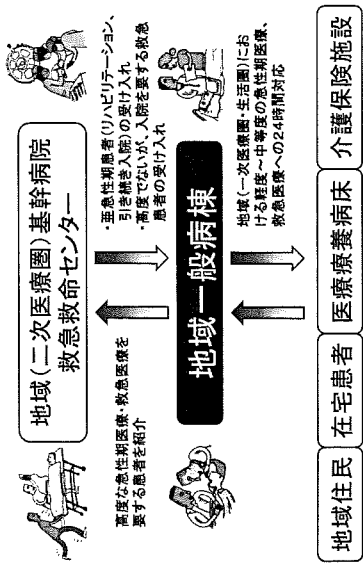 地域（二次医療圏）基幹病院
救急救命センター
高度な急性期医療・救急医療を
要する患者を紹介
・亜急性期患者（リハビリテーション、
引き続き入院）の受け入れ
・高度でないが、入院を要する救急
患者の受け入れ
地域一般病棟
地域（一次医療圏・生活圏）にお
ける軽度～中等度の急性期医療、
救急医療への24時間対応
地域住民
在宅患者
医療療養病床
介護保険施設